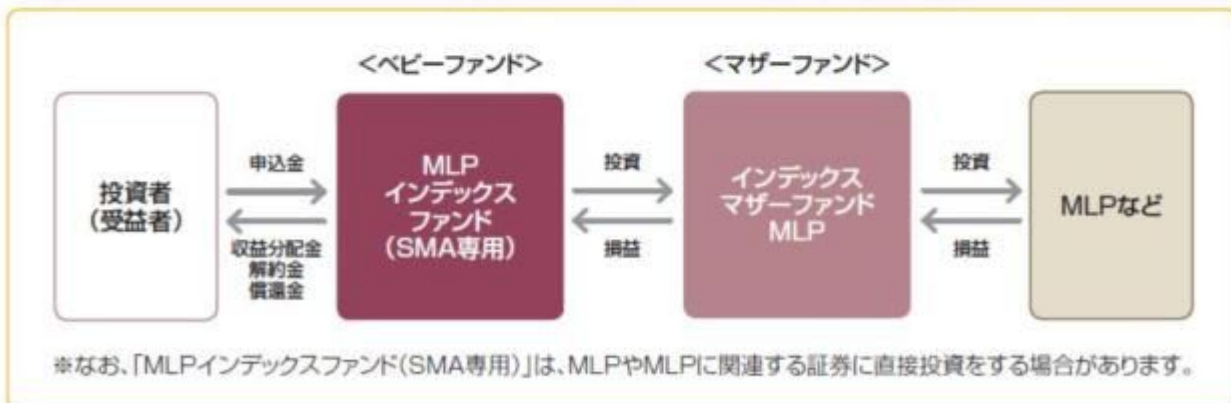 <ベビーファンド>
<マザーファンド>
投資者
(受益者)
申込金
収益分配金
解約金
償還金
MLP
インデックス
ファンド
(SMA専用)
投資
損益
インデックス
マザーファンド
MLP
投資
損益
MLPなど
※なお、「MLPインデックスファンド(SMA専用)」は、MLPやMLPに関連する証券に直接投資をする場合があります。